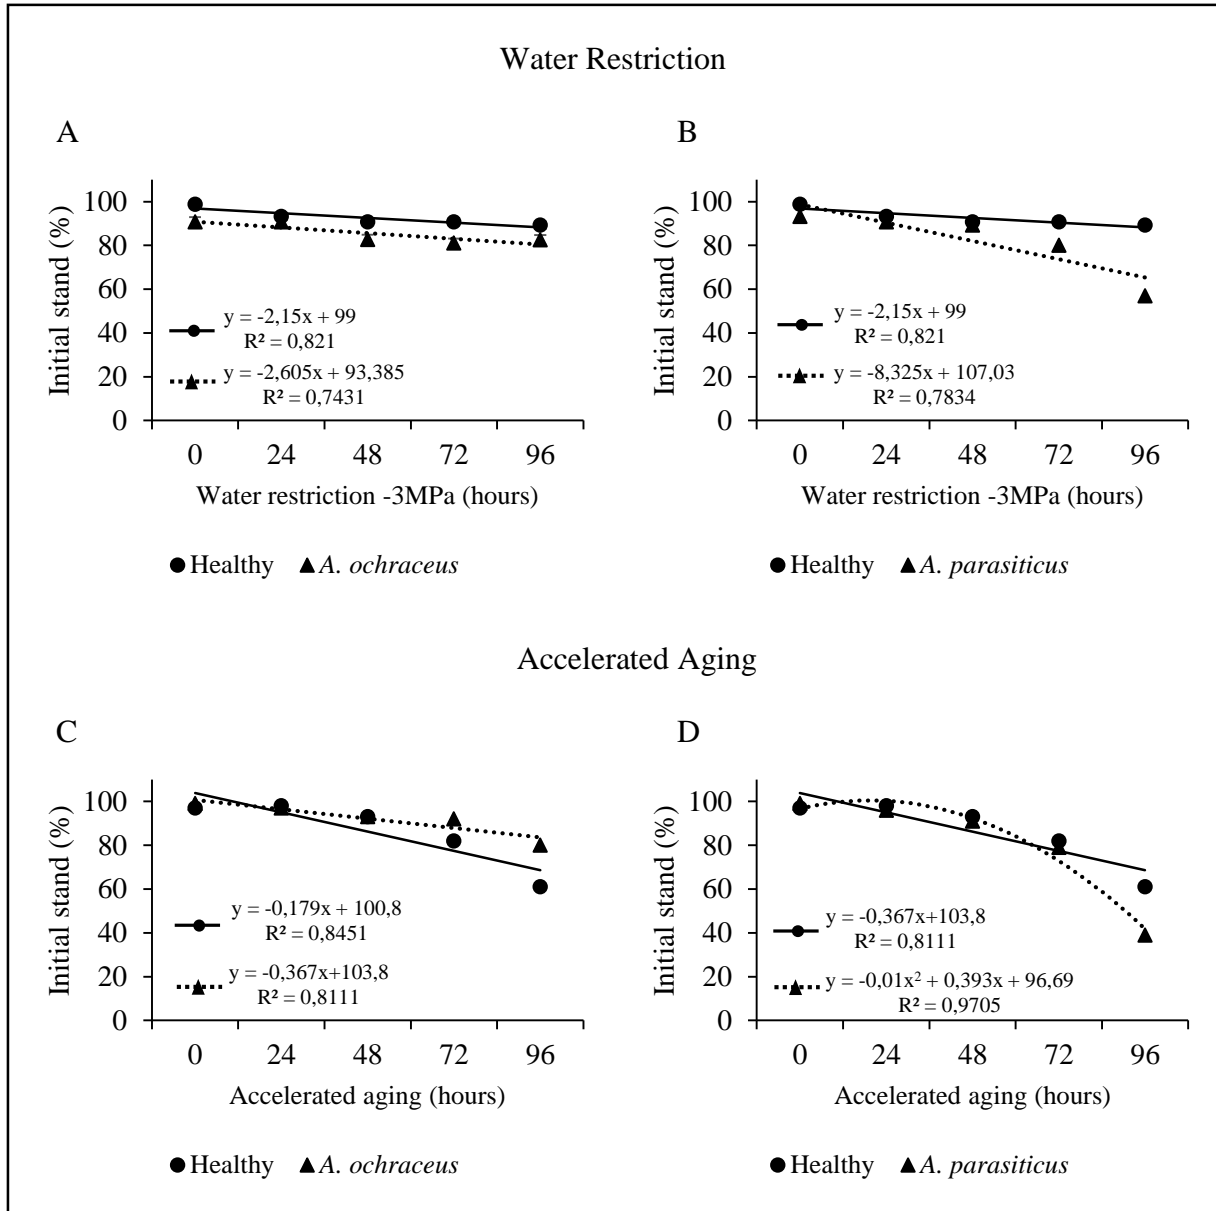 Water Restriction
A
Initial stand (%)
100
80
60
40
20
0
y = -2,15x + 99
R² = 0,821
y = -2,605x + 93,385
R² = 0,7431
0 24 48 72 96
Water restriction -3MPa (hours)
Healthy A. ochraceus
B
Initial stand (%)
100
80
60
40
20
0
y = -2,15x + 99
R² = 0,821
y = -8,325x + 107,03
R² = 0,7834
0 24 48 72 96
Water restriction -3MPa (hours)
Healthy A. parasiticus
Accelerated Aging
C
Initial stand (%)
100
80
60
40
20
0
y = -0,179x + 100,8
R² = 0,8451
y = -0,367x+103,8
R² = 0,8111
0 24 48 72 96
Accelerated aging (hours)
Healthy A. ochraceus
D
Initial stand (%)
100
80
60
40
20
0
y = -0,367x+103,8
R² = 0,8111
y = -0,01x² + 0,393x + 96,69
R² = 0,9705
0 24 48 72 96
Accelerated aging (hours)
Healthy A. parasiticus